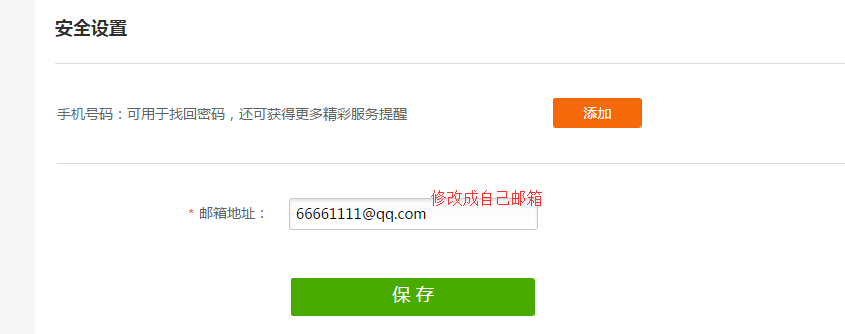 安全设置
手机号码：可用于找回密码，还可获得更多精彩服务提醒
添加
修改成自己邮箱
* 邮箱地址： 66661111@qq.com
保 存